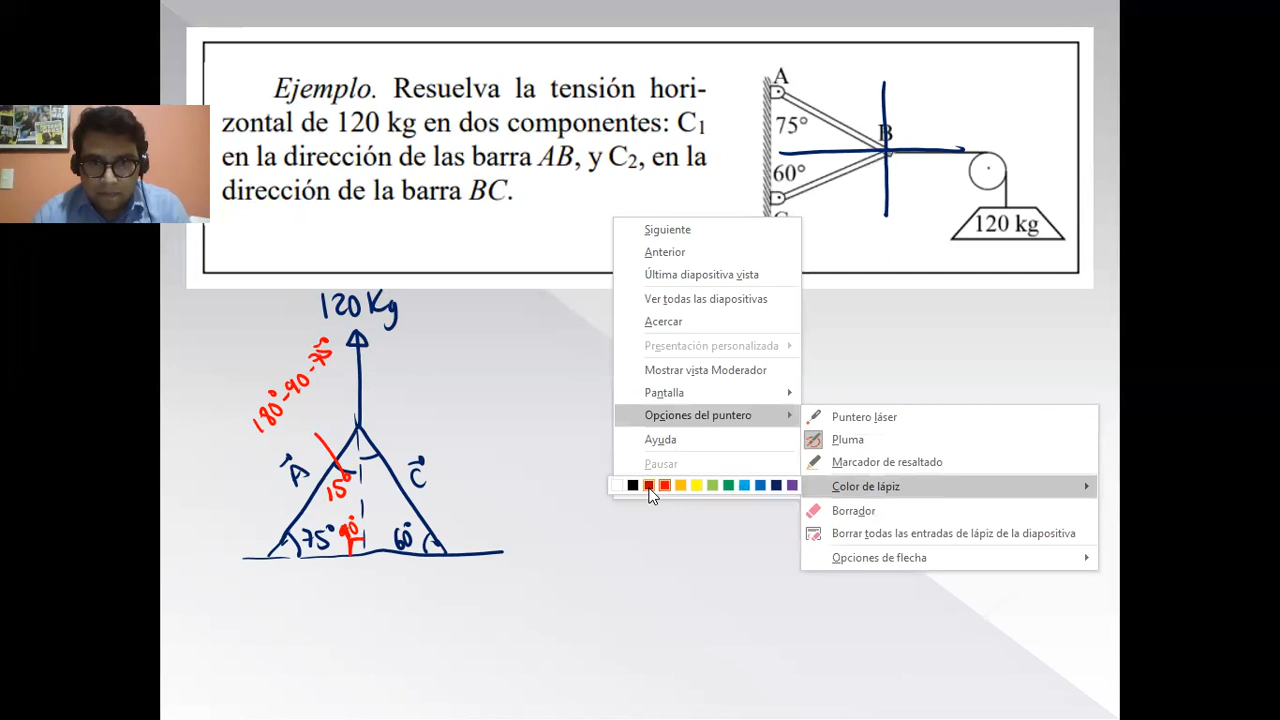 Ejemplo. Resuelva la tensión hori-
zontal de 120 kg en dos componentes: C₁
en la dirección de las barra AB, y C₂, en la
dirección de la barra BC.
A
75°
B
60°
120 kg
120 Kg
180°-90-75°
A
C
15°
75°
90°
60°
Siguiente
Anterior
Última diapositiva vista
Ver todas las diapositivas
Acercar
Presentación personalizada
Mostrar vista Moderador
Pantalla
Opciones del puntero
Ayuda
Pausar
Puntero láser
Pluma
Marcador de resaltado
Color de lápiz
Borrador
Borrar todas las entradas de lápiz de la diapositiva
Opciones de flecha